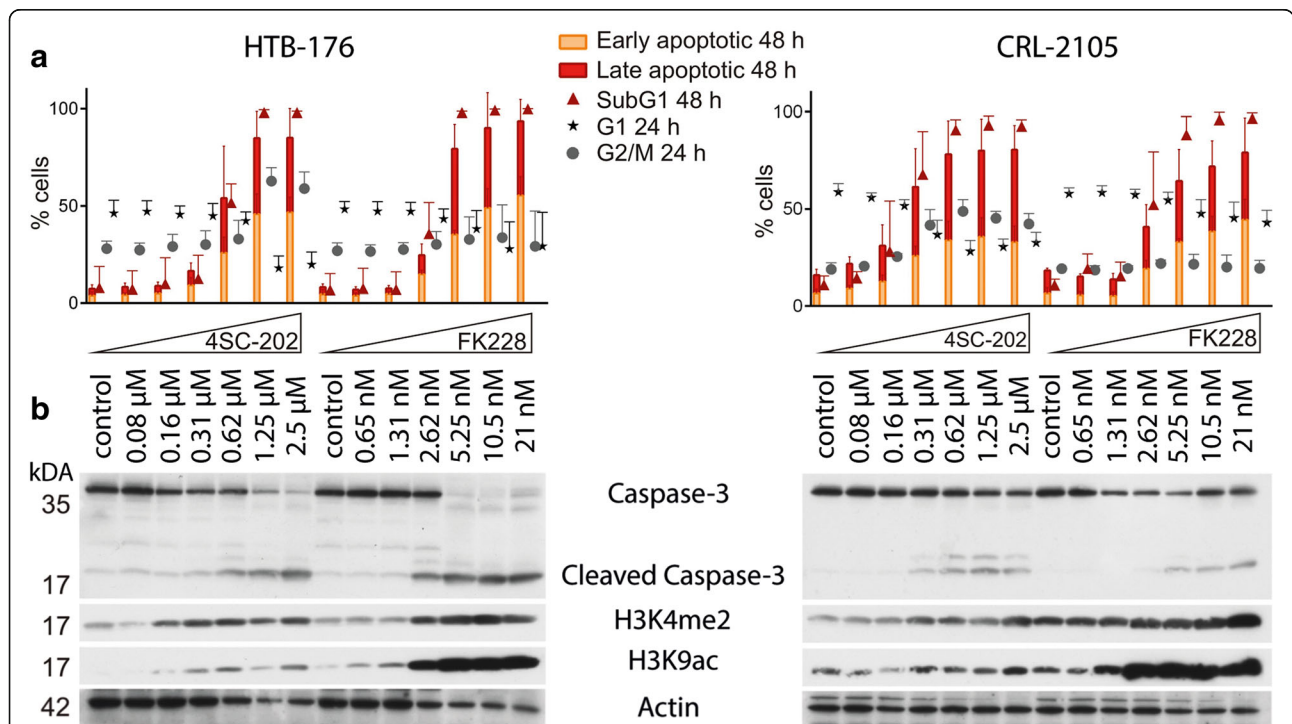 a
HTB-176
Early apoptotic 48 h
Late apoptotic 48 h
SubG1 48 h
G1 24 h
G2/M 24 h
CRL-2105
% cells
100
50
0
4SC-202
FK228
% cells
100
50
0
4SC-202
FK228
b
control
0.08 µM
0.16 µM
0.31 µM
0.62 µM
1.25 µM
2.5 µM
control
0.65 nM
1.31 nM
2.62 nM
5.25 nM
10.5 nM
21 nM
control
0.08 µM
0.16 µM
0.31 µM
0.62 µM
1.25 µM
2.5 µM
control
0.65 nM
1.31 nM
2.62 nM
5.25 nM
10.5 nM
21 nM
kDA
35
Caspase-3
17
Cleaved Caspase-3
17
H3K4me2
17
H3K9ac
42
Actin